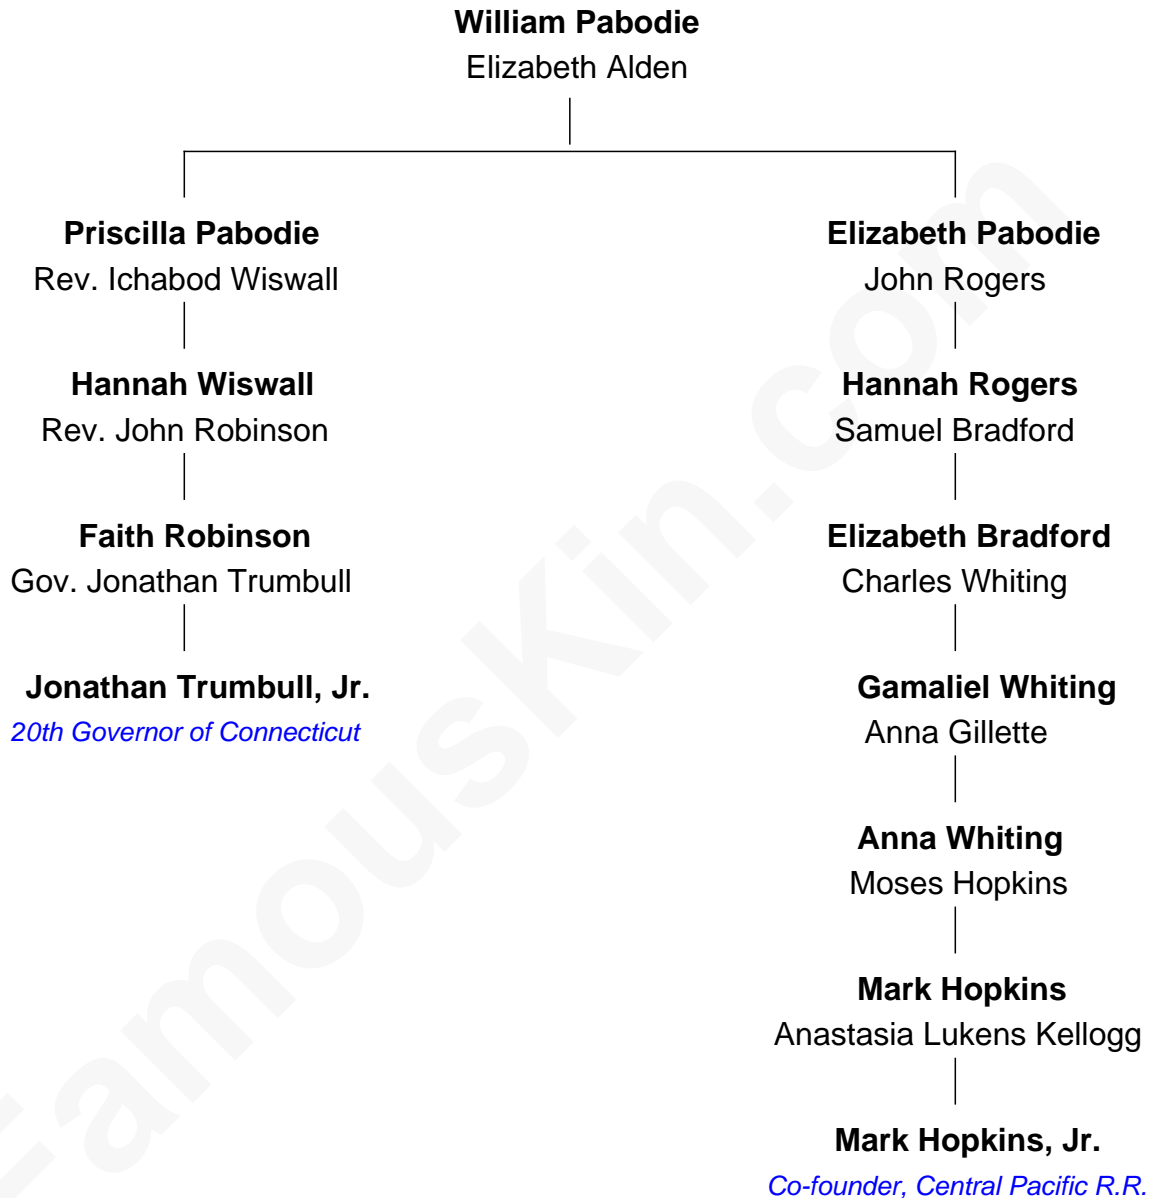 William Pabodie
Elizabeth Alden
Priscilla Pabodie
Rev. Ichabod Wiswall
Elizabeth Pabodie
John Rogers
Hannah Wiswall
Rev. John Robinson
Hannah Rogers
Samuel Bradford
Faith Robinson
Gov. Jonathan Trumbull
Elizabeth Bradford
Charles Whiting
Jonathan Trumbull, Jr.
20th Governor of Connecticut
Gamaliel Whiting
Anna Gillette
Anna Whiting
Moses Hopkins
Mark Hopkins
Anastasia Lukens Kellogg
Mark Hopkins, Jr.
Co-founder, Central Pacific R.R.
FamousKin.com